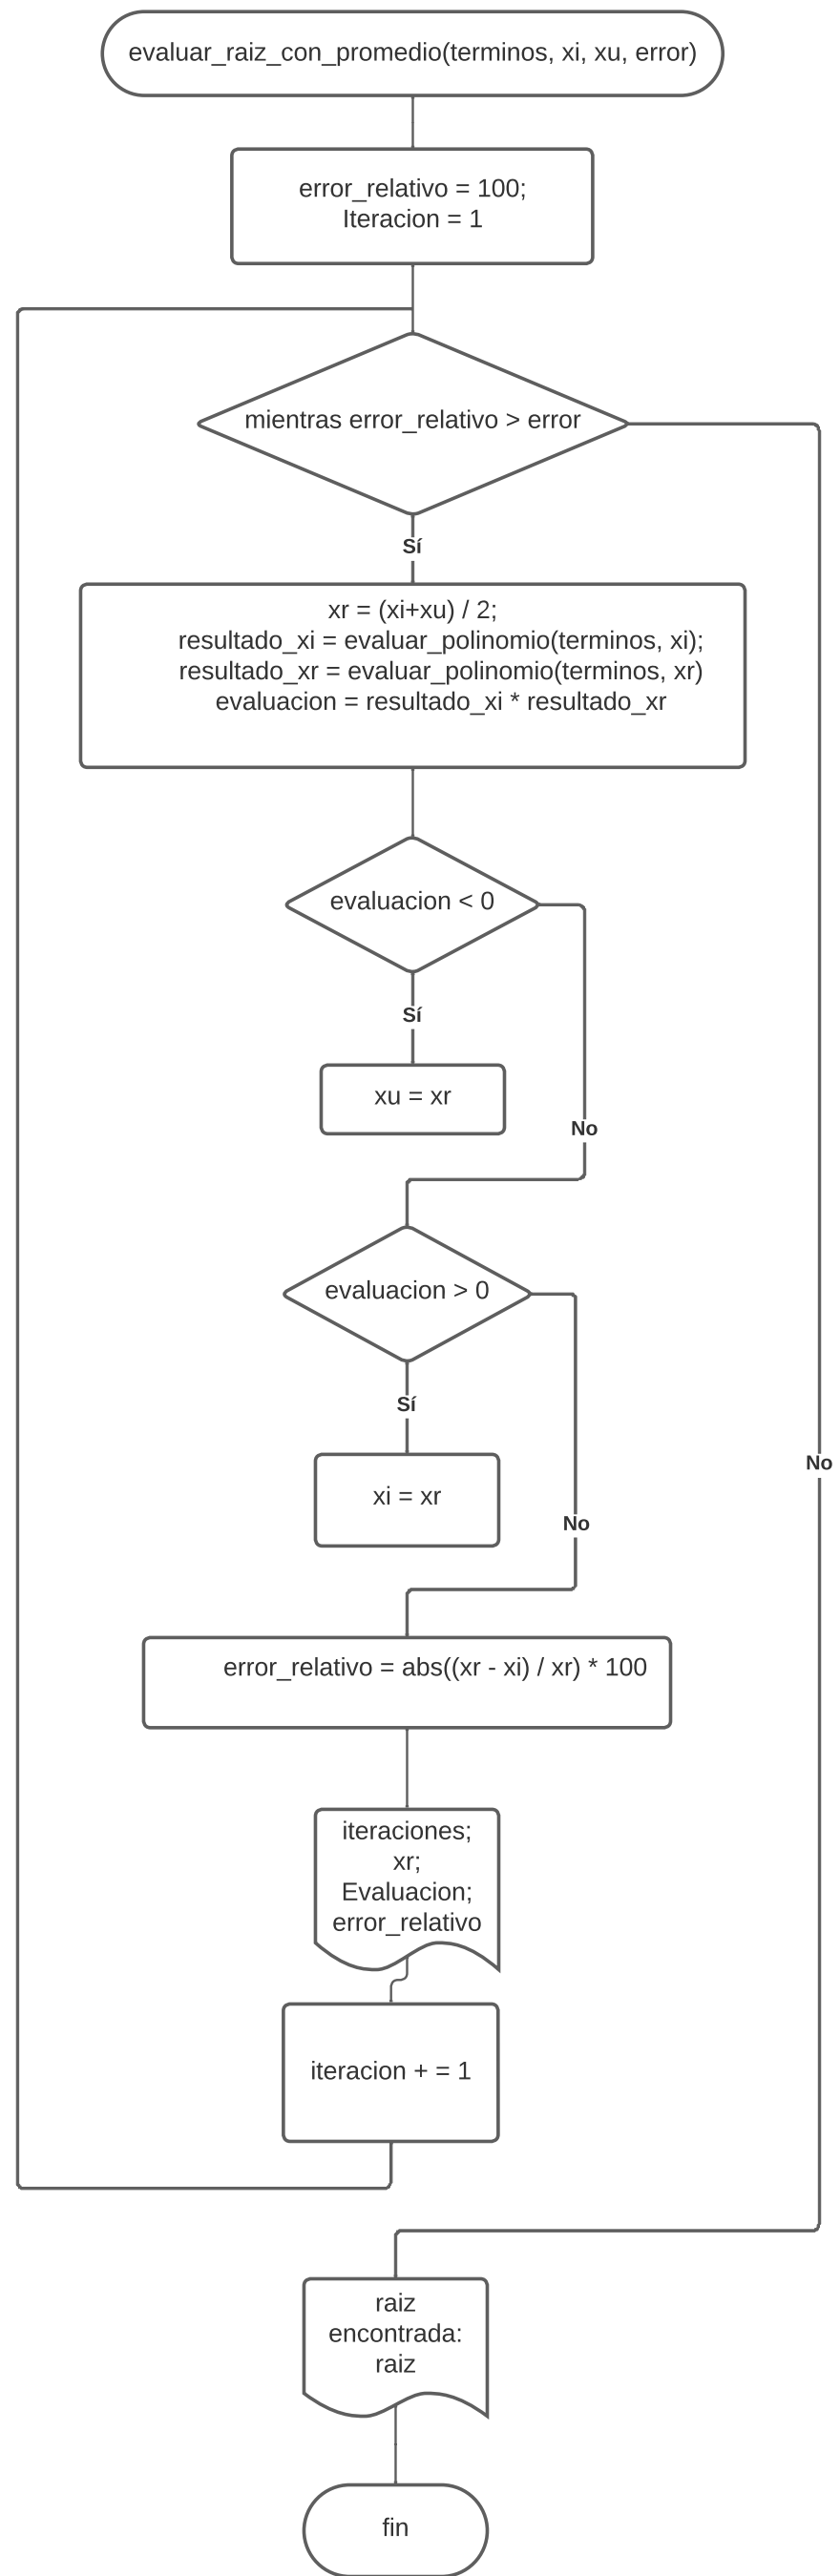 evaluar_raiz_con_promedio(terminos, xi, xu, error)
error_relativo = 100;
Iteracion = 1
mientras error_relativo > error
Sí
xr = (xi+xu) / 2;
resultado_xi = evaluar_polinomio(terminos, xi);
resultado_xr = evaluar_polinomio(terminos, xr)
evaluacion = resultado_xi * resultado_xr
evaluacion < 0
Sí
xu = xr
No
evaluacion > 0
Sí
No
xi = xr
No
error_relativo = abs((xr - xi) / xr) * 100
iteraciones;
xr;
Evaluacion;
error_relativo
iteracion + = 1
raiz
encontrada:
raiz
fin